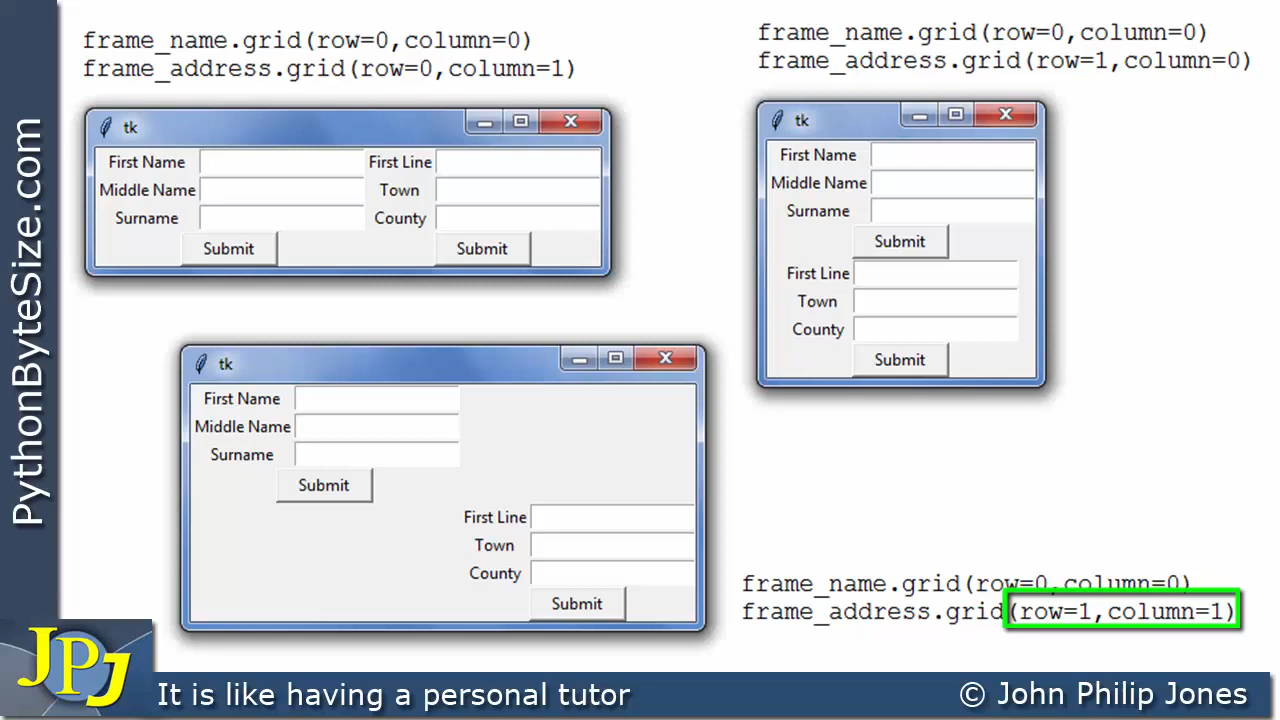 PythonByteSize.com
frame_name.grid(row=0,column=0)
frame_address.grid(row=0,column=1)
tk
First Name
First Line
Middle Name
Town
Surname
County
Submit
Submit
frame_name.grid(row=0,column=0)
frame_address.grid(row=1,column=0)
tk
First Name
Middle Name
Surname
Submit
First Line
Town
County
Submit
tk
First Name
Middle Name
Surname
Submit
First Line
Town
County
Submit
frame_name.grid(row=0,column=0)
frame_address.grid(row=1,column=1)
JPJ
It is like having a personal tutor
© John Philip Jones